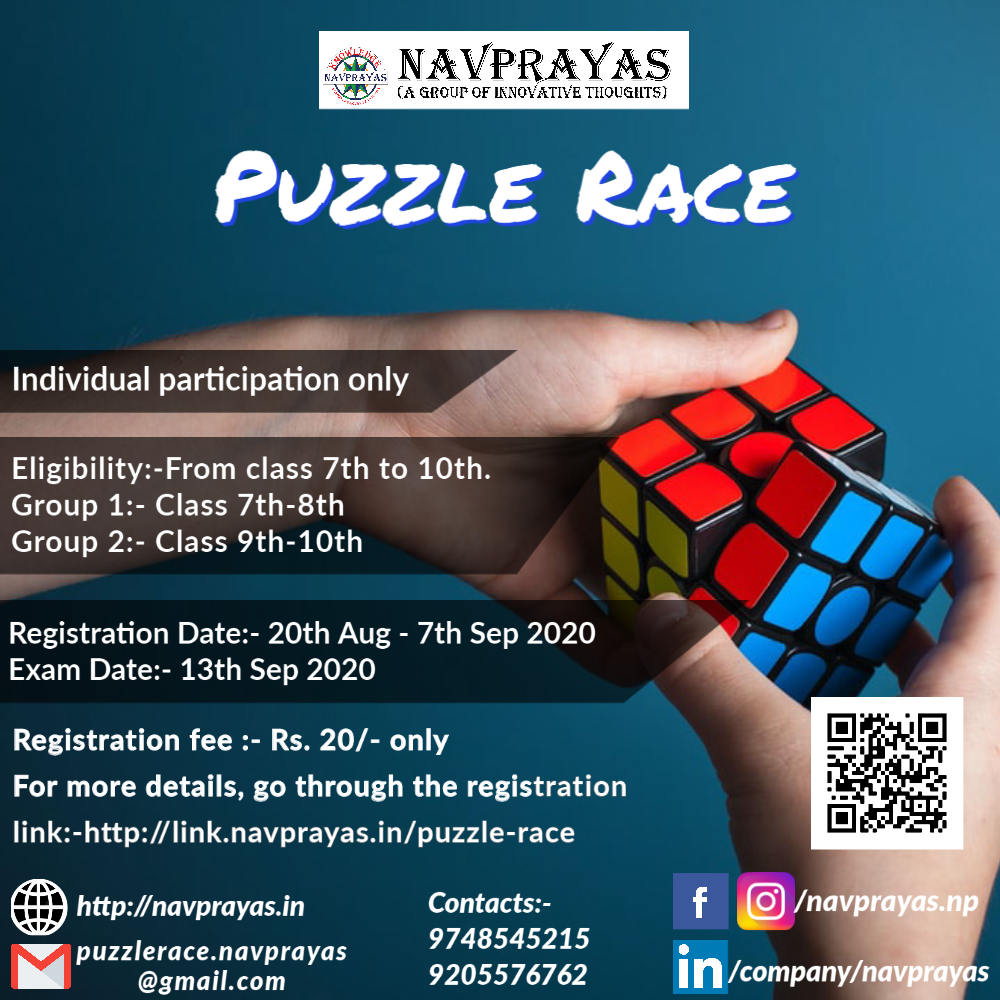 KNOWLEDGE
NAVPRAYAS
NAVPRAYAS
(A GROUP OF INNOVATIVE THOUGHTS)
PUZZLE RACE
Individual participation only
Eligibility:-From class 7th to 10th.
Group 1:- Class 7th-8th
Group 2:- Class 9th-10th
Registration Date:- 20th Aug - 7th Sep 2020
Exam Date:- 13th Sep 2020
Registration fee :- Rs. 20/- only
For more details, go through the registration
link:-http://link.navprayas.in/puzzle-race
http://navprayas.in
puzzlerace.navprayas
@gmail.com
Contacts:-
9748545215
9205576762
f
/navprayas.np
in
/company/navprayas